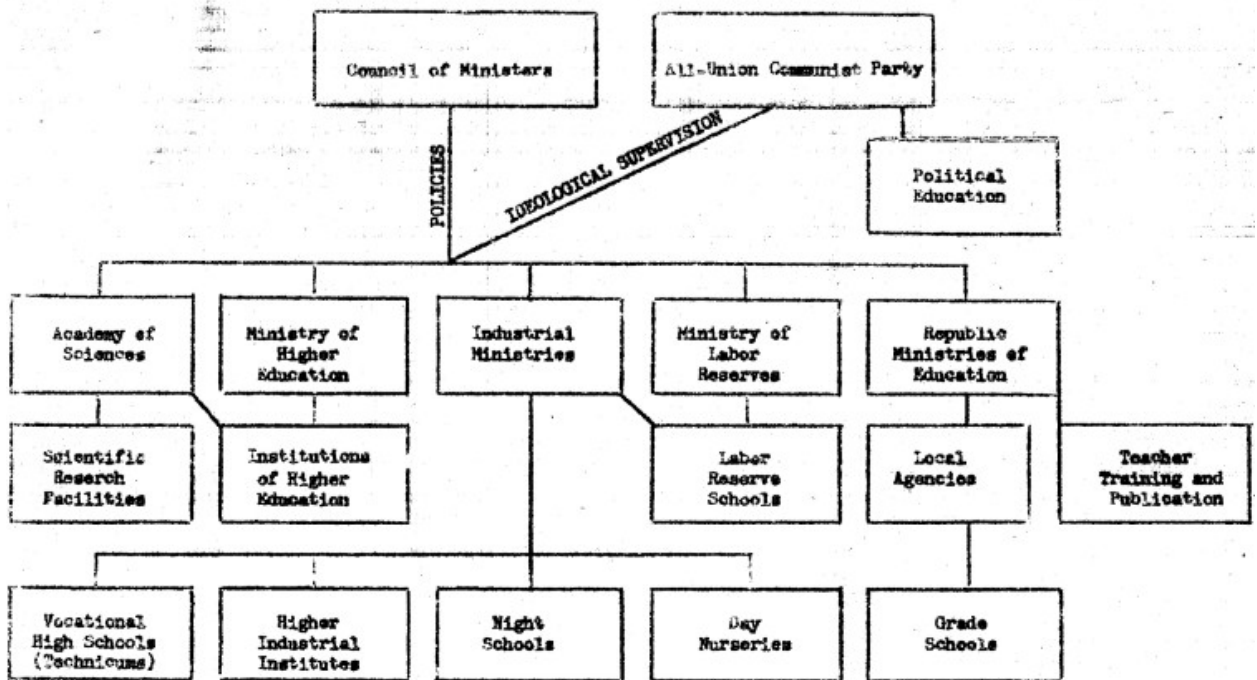 Council of Ministers
All-Union Communist Party
POLICIES
IDEOLOGICAL SUPERVISION
Political
Education
Academy of
Sciences
Ministry of
Higher
Education
Industrial
Ministries
Ministry of
Labor
Reserves
Republic
Ministries of
Education
Scientific
Reserch
Facilities
Institutions
of Higher
Education
Labor
Reserve
Schools
Local
Agencies
Teacher
Training and
Publication
Vocational
High Schools
(Technicums)
Higher
Industrial
Institutes
Night
Schools
Day
Nurseries
Grade
Schools